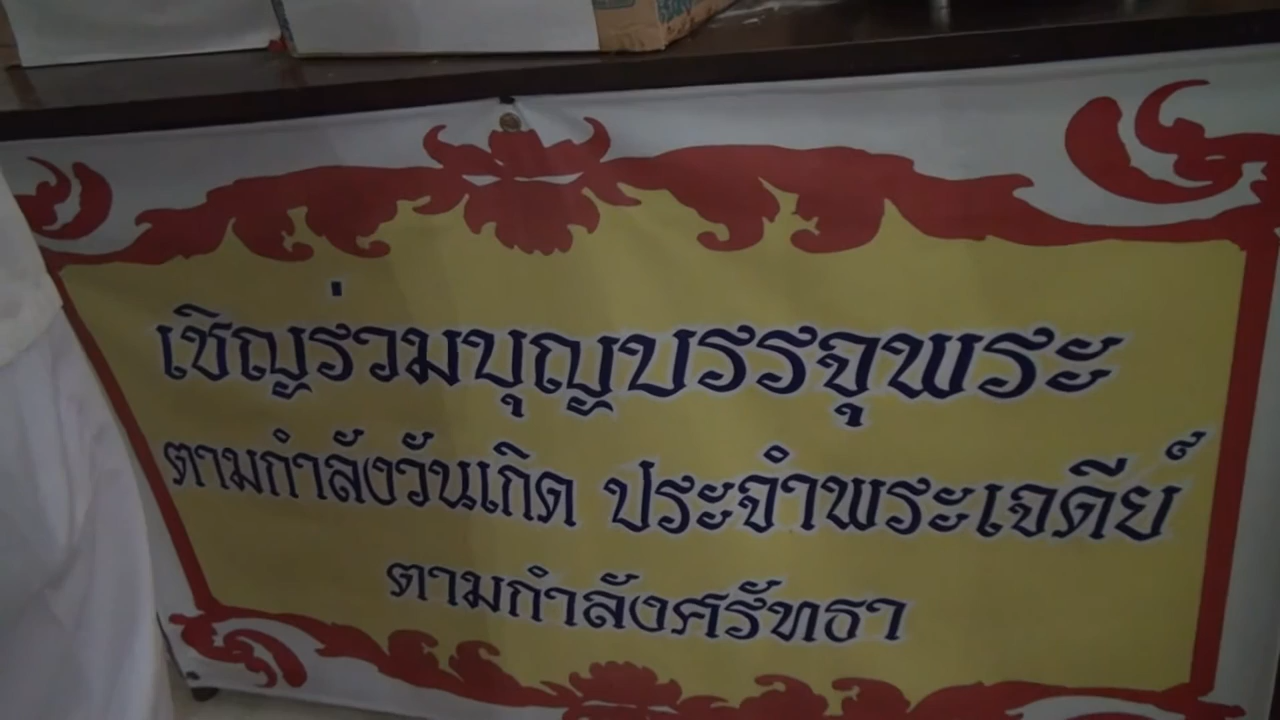 เชิญร่วมบุญบรรจุพระ
ตามกำลังวันเกิด ประจำพระเจดีย์
ตามกำลังศรัทธา